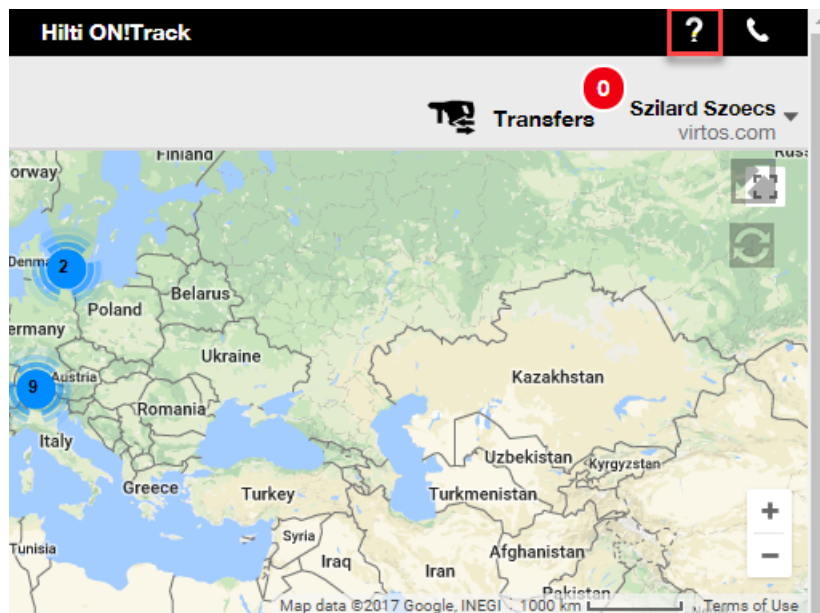 Hilti ON!Track
?
0
Transfers
Szilard Szoecs
virtos.com
Finland
Russ
orway
2
Denma
Belarus
Poland
ermany
Ukraine
9
Austria
Kazakhstan
Romania
Italy
Uzbekistan
Kyrgyzstan
Greece
Turkey
Turkmenistan
Syria
Tunisia
Afghanistan
Iraq
Iran
Pakistan
+
−
Map data ©2017 Google, INEGI
1000 km
Terms of Use